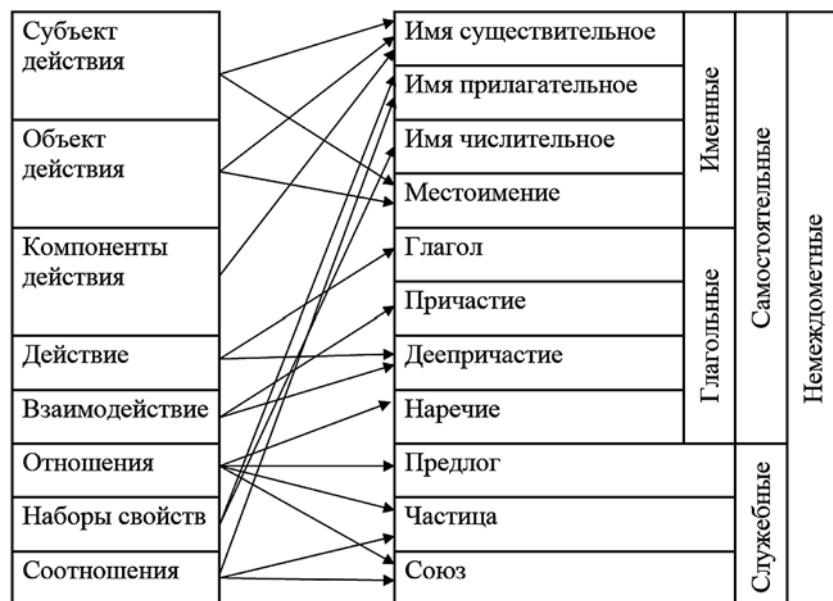 Субъект
действия
Объект
действия
Компоненты
действия
Действие
Взаимодействие
Отношения
Наборы свойств
Соотношения
Имя существительное
Имя прилагательное
Имя числительное
Местоимение
Глагол
Причастие
Деепричастие
Наречие
Предлог
Частица
Союз
Именные
Глагольные
Самостоятельные
Служебные
Немеждометные